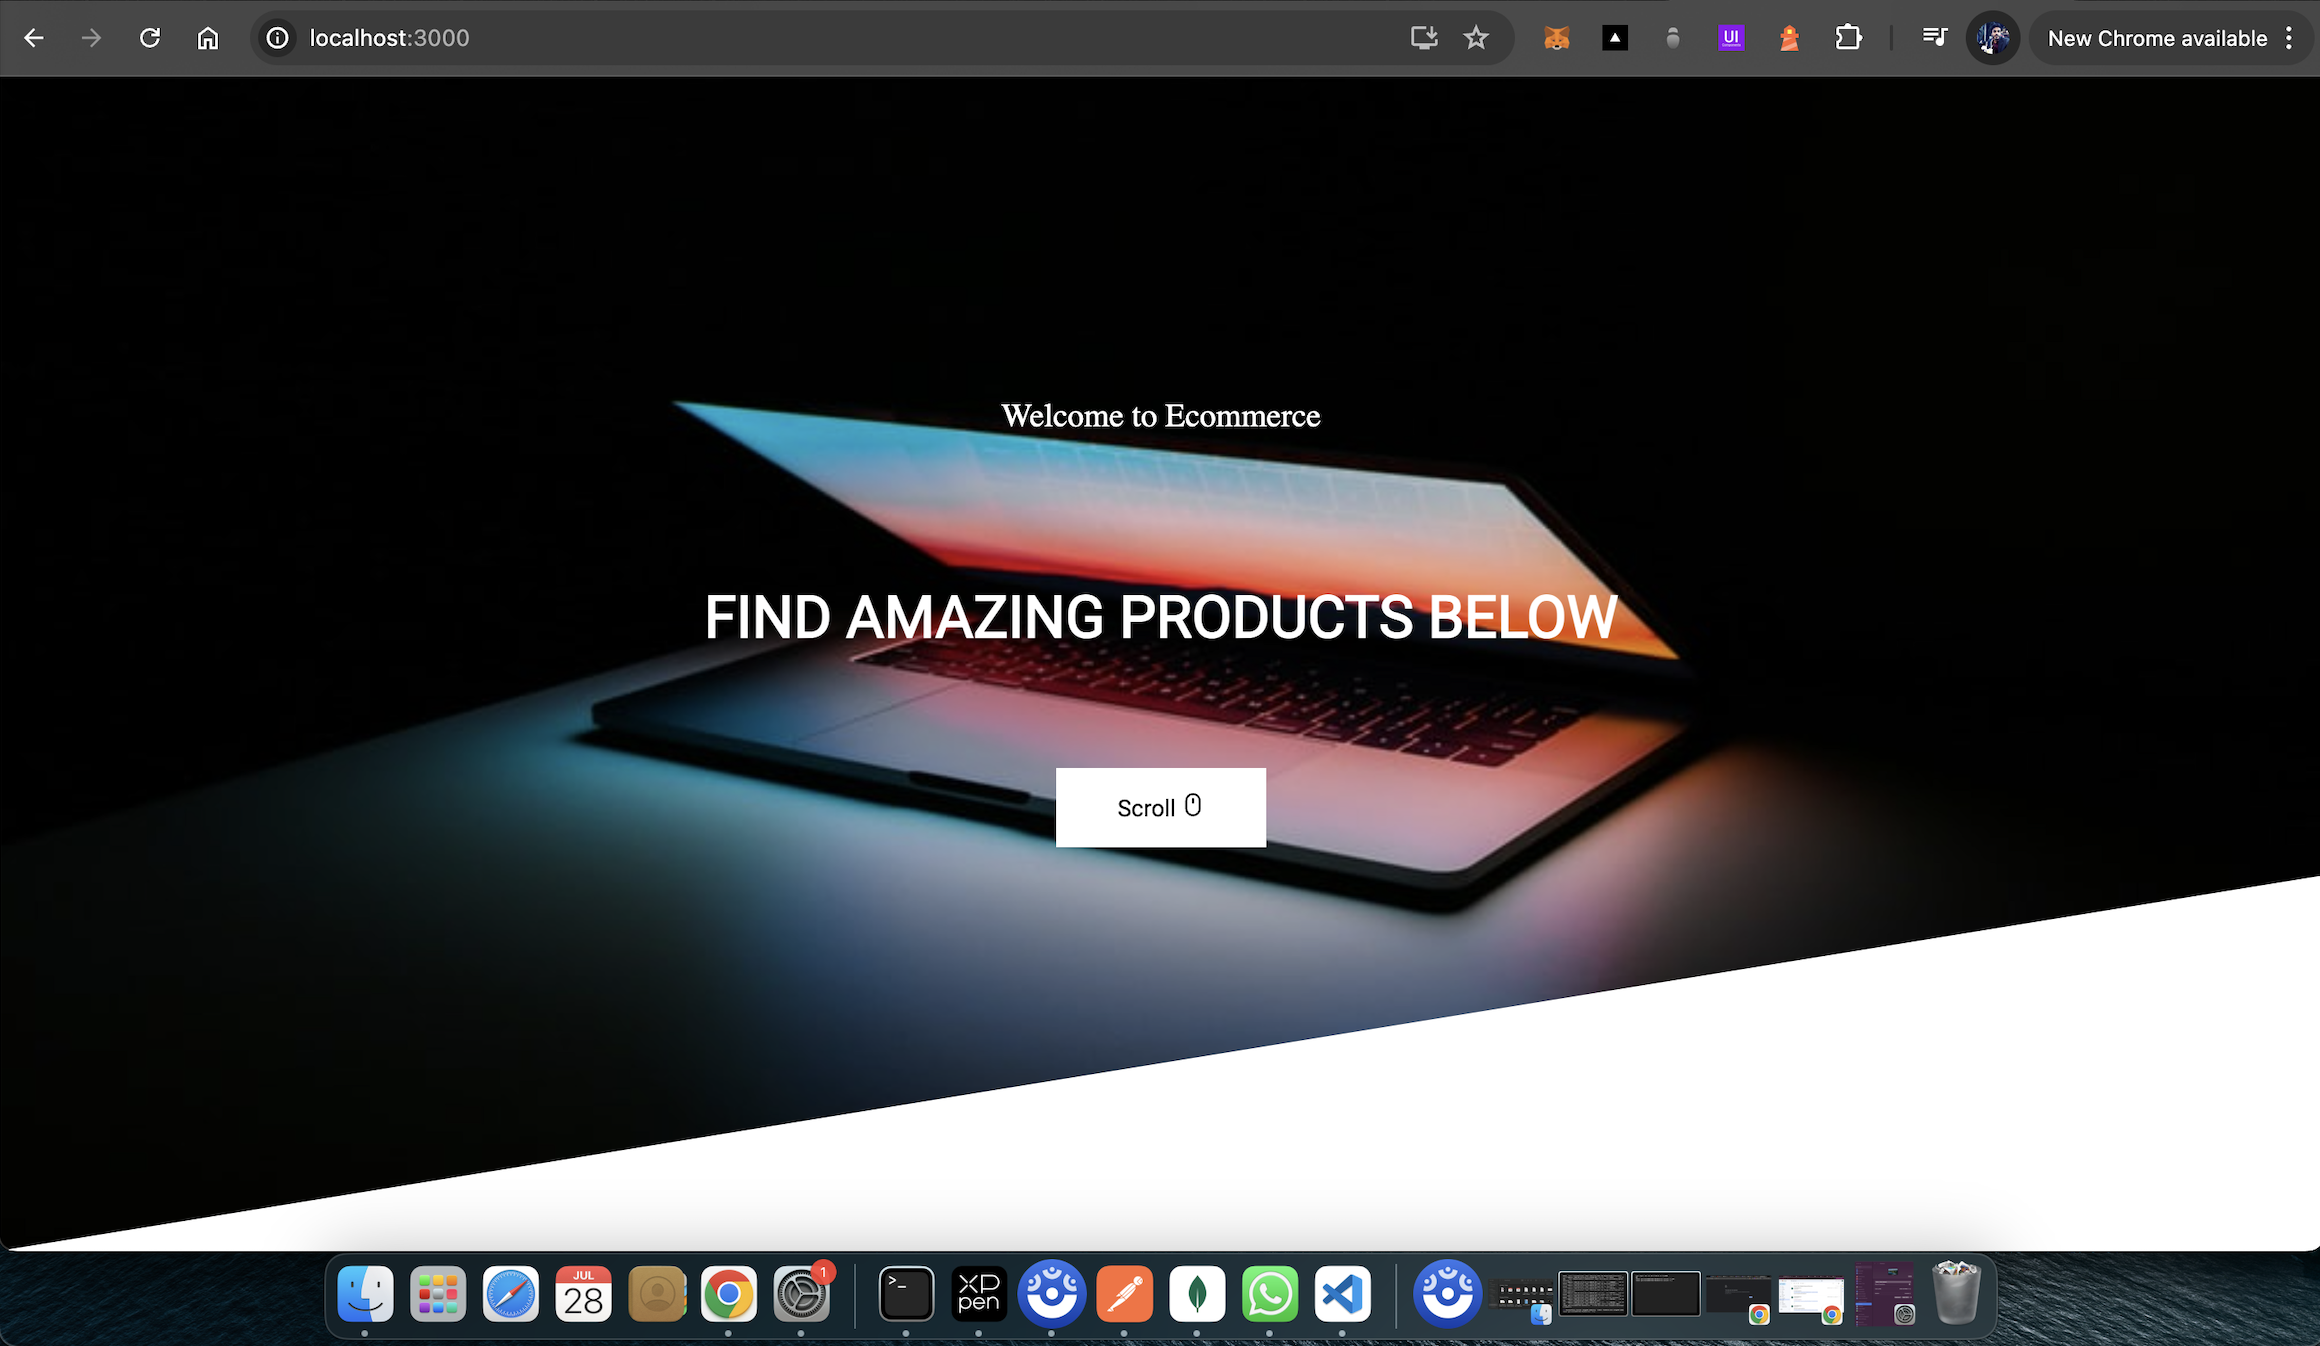 localhost:3000
UI
New Chrome available
Welcome to Ecommerce
FIND AMAZING PRODUCTS BELOW
Scroll
JUL
28
1
>_
XP
pen